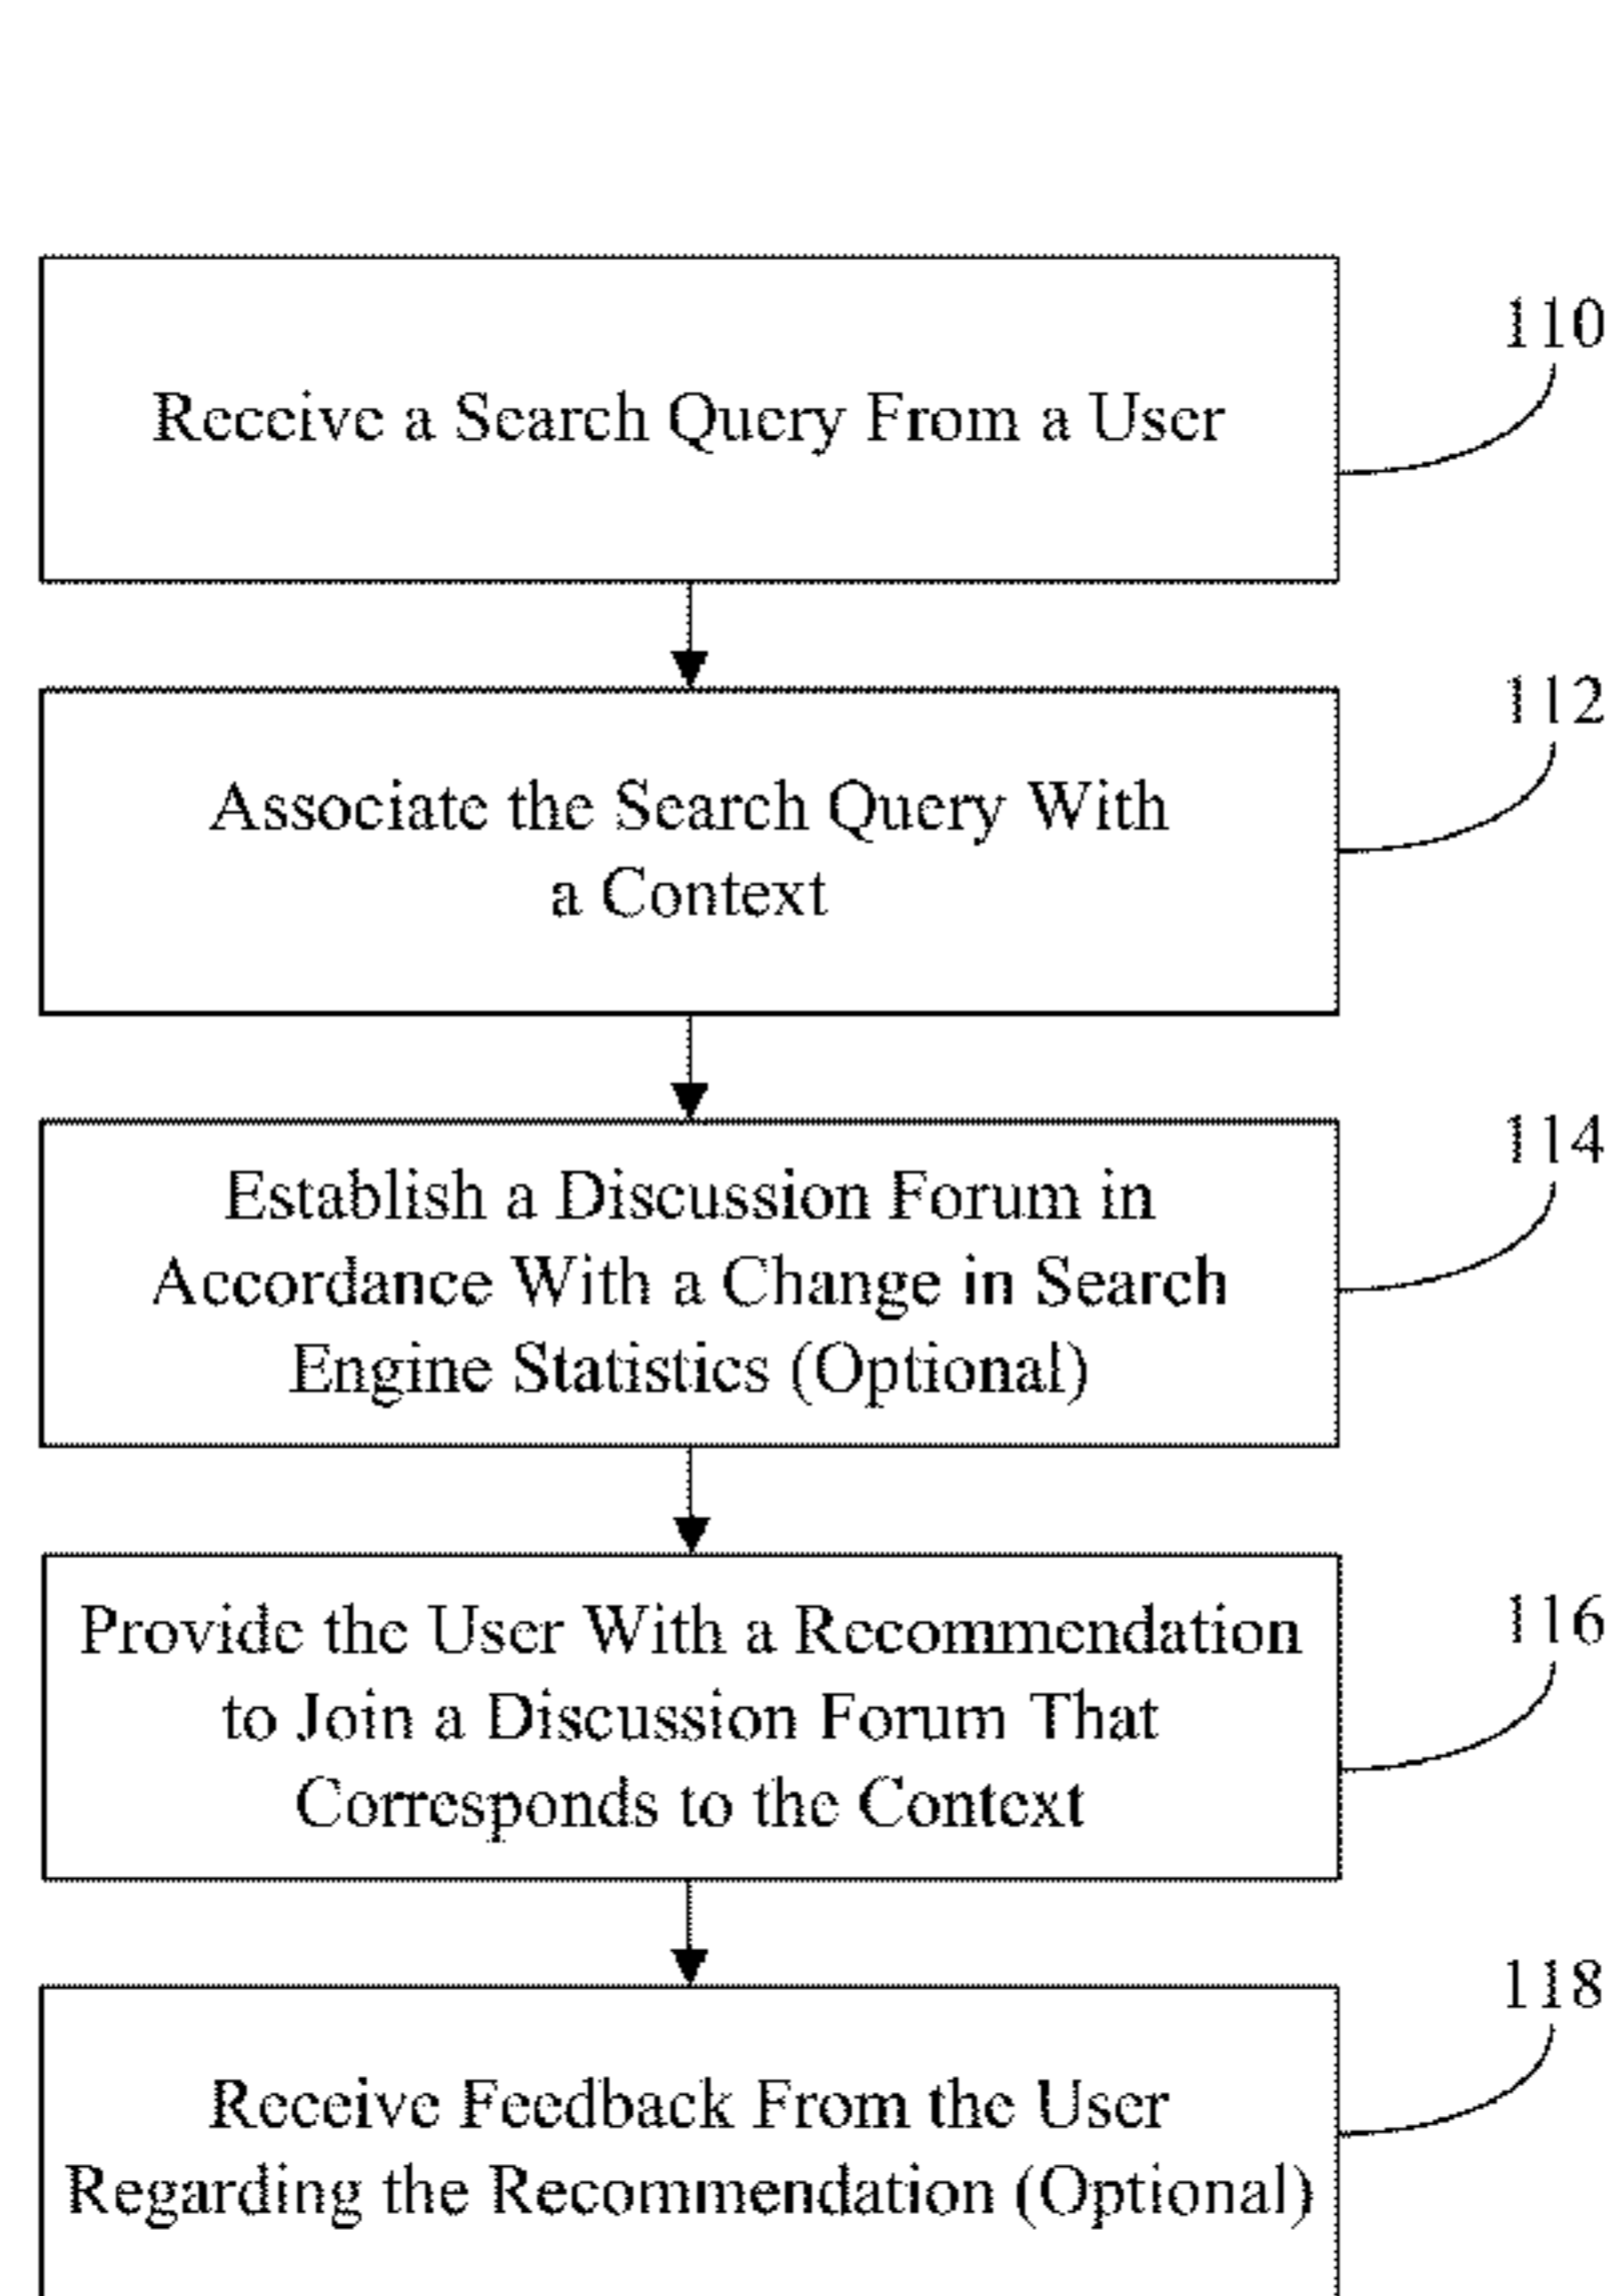 110
Receive a Search Query From a User
112
Associate the Search Query With
a Context
114
Establish a Discussion Forum in
Accordance With a Change in Search
Engine Statistics (Optional)
116
Provide the User With a Recommendation
to Join a Discussion Forum That
Corresponds to the Context
118
Receive Feedback From the User
Regarding the Recommendation (Optional)